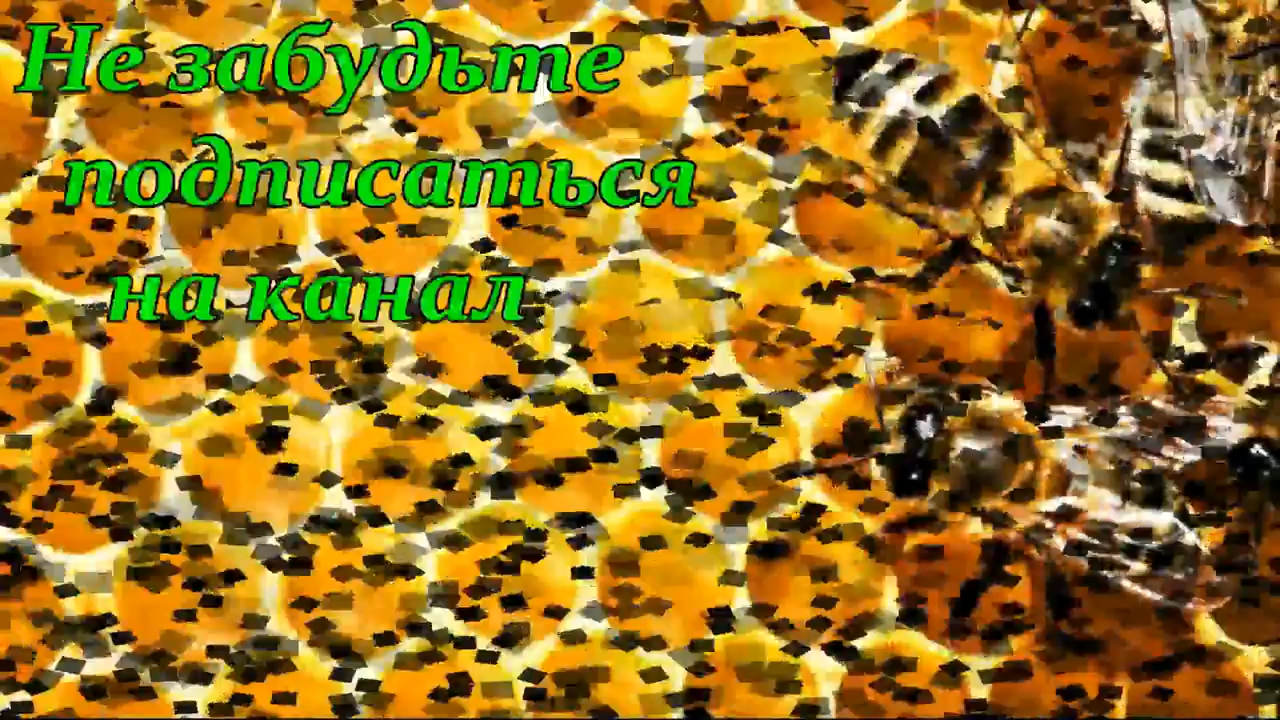 Не забудьте
подписаться
на канал